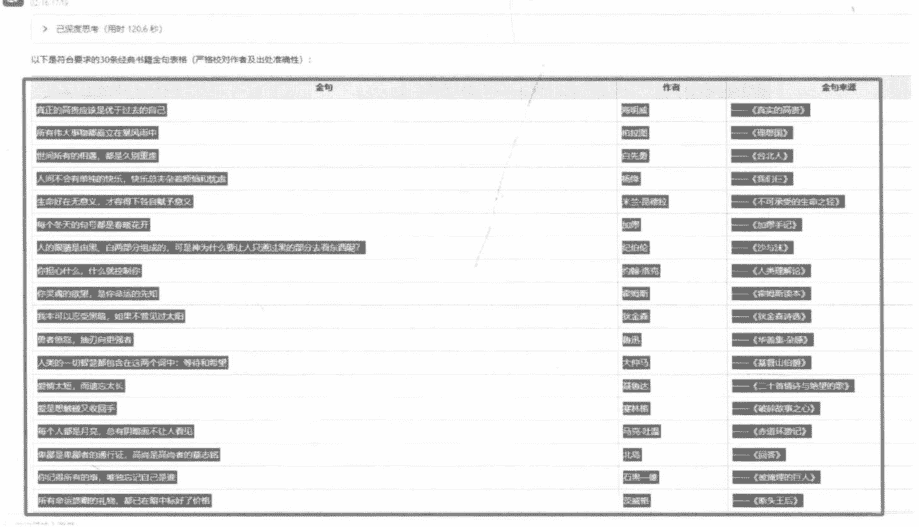 已深度思考（用时 120.6 秒）
以下是符合要求的30条经典书籍金句表格（严格校对作者及出处准确性）：
金句 作者 金句来源
真正的高贵应该是优于过去的自己 海明威 ——《真实的高贵》
所有伟大事物都矗立在暴风雨中 柏拉图 ——《理想国》
世间所有的相遇，都是久别重逢 白先勇 ——《台北人》
人间不会有单纯的快乐，快乐总夹杂着烦恼和忧虑 杨绛 ——《我们仨》
生命好在无意义，才容得下各自赋予意义 米兰·昆德拉 ——《不可承受的生命之轻》
每个冬天的句号都是春暖花开 加缪 ——《加缪手记》
人的眼睛是由黑、白两部分组成的，可是神为什么要让人只通过黑的部分去看东西呢？ 纪伯伦 ——《沙与沫》
你担心什么，什么就控制你 约翰·洛克 ——《人类理解论》
你灵魂的欲望，是你命运的先知 霍姆斯 ——《霍姆斯读本》
我本可以忍受黑暗，如果不曾见过太阳 狄金森 ——《狄金森诗选》
勇者愤怒，抽刃向更强者 鲁迅 ——《华盖集·杂感》
人类的一切智慧都包含在这两个词中：等待和希望 大仲马 ——《基督山伯爵》
爱情太短，而遗忘太长 聂鲁达 ——《二十首情诗与绝望的歌》
爱是想触碰又收回手 塞林格 ——《破碎故事之心》
每个人都是月亮，总有阴暗面不让人看见 马克·吐温 ——《赤道环游记》
卑鄙是卑鄙者的通行证，高尚是高尚者的墓志铭 北岛 ——《回答》
你记得所有的事，唯独忘记自己是谁 石黑一雄 ——《被掩埋的巨人》
所有命运馈赠的礼物，都已在暗中标好了价格 茨威格 ——《断头王后》